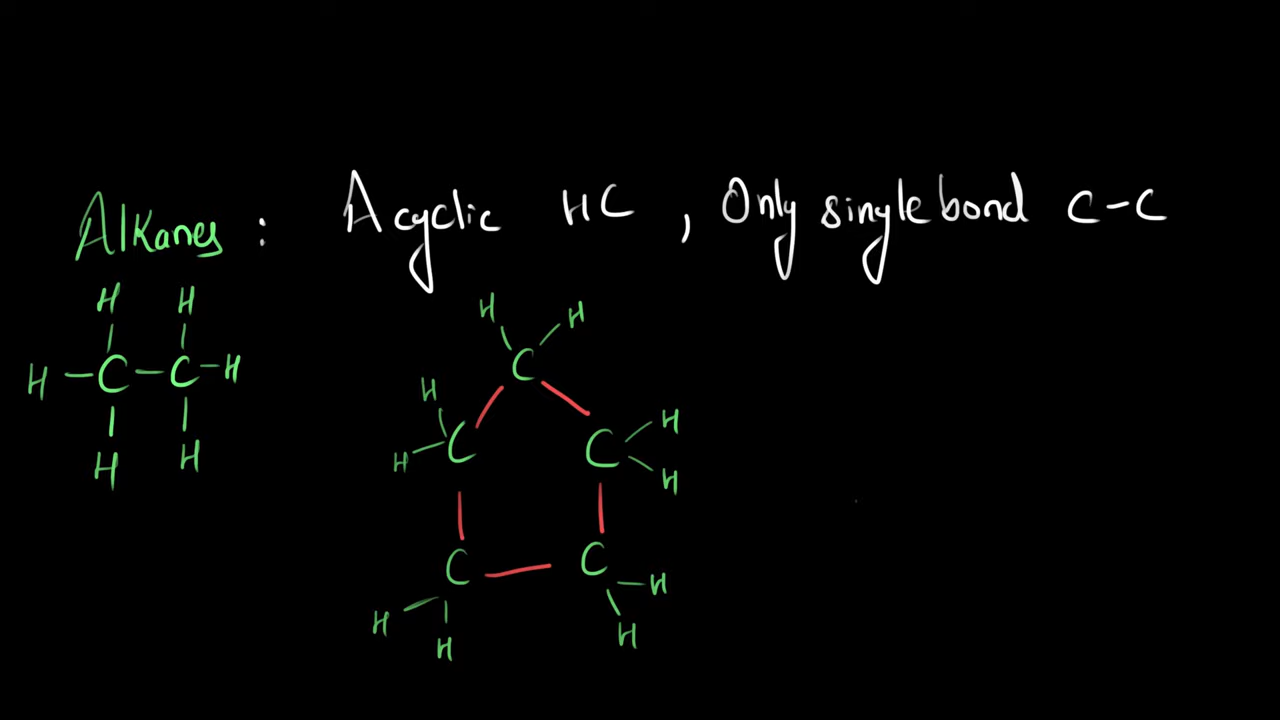 Alkanes : Acyclic HC , Only single bond C-C
H H
H-C-C-H
H H
H H
C
H
H C C H
H
C C H
H H H